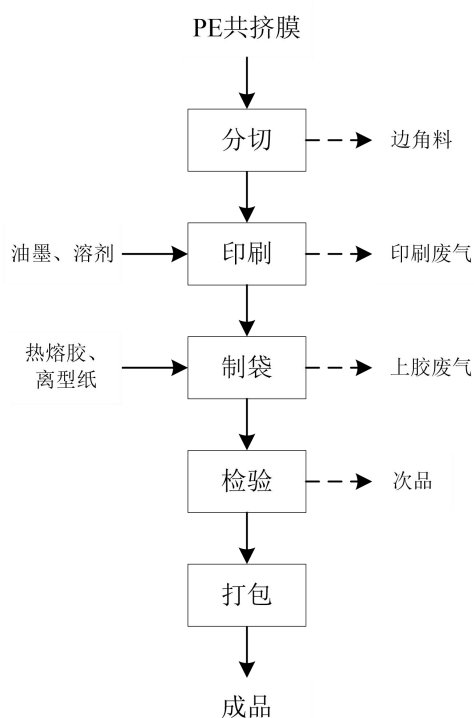 PE共挤膜
分切
边角料
油墨、溶剂
印刷
印刷废气
热熔胶、
离型纸
制袋
上胶废气
检验
次品
打包
成品